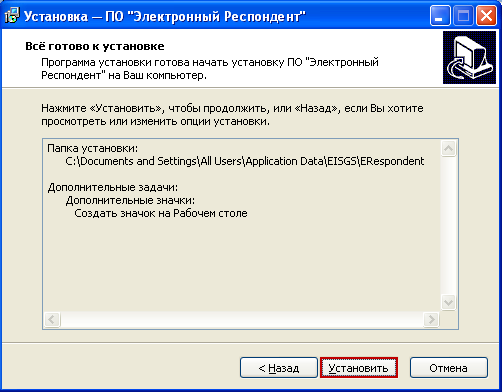 Установка — ПО "Электронный Респондент"
Всё готово к установке
Программа установки готова начать установку ПО "Электронный
Респондент" на Ваш компьютер.
Нажмите «Установить», чтобы продолжить, или «Назад», если Вы хотите
просмотреть или изменить опции установки.
Папка установки:
C:\Documents and Settings\All Users\Application Data\EISGS\ERespondent
Дополнительные задачи:
Дополнительные значки:
Создать значок на Рабочем столе
< Назад
Установить
Отмена